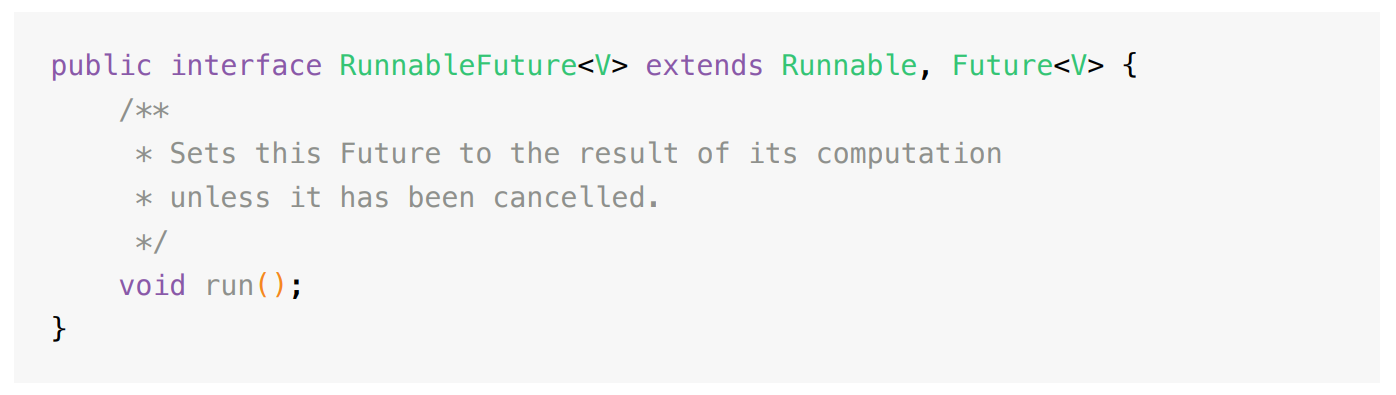 public interface RunnableFuture<V> extends Runnable, Future<V> {
    /**
     * Sets this Future to the result of its computation
     * unless it has been cancelled.
     */
    void run();
}